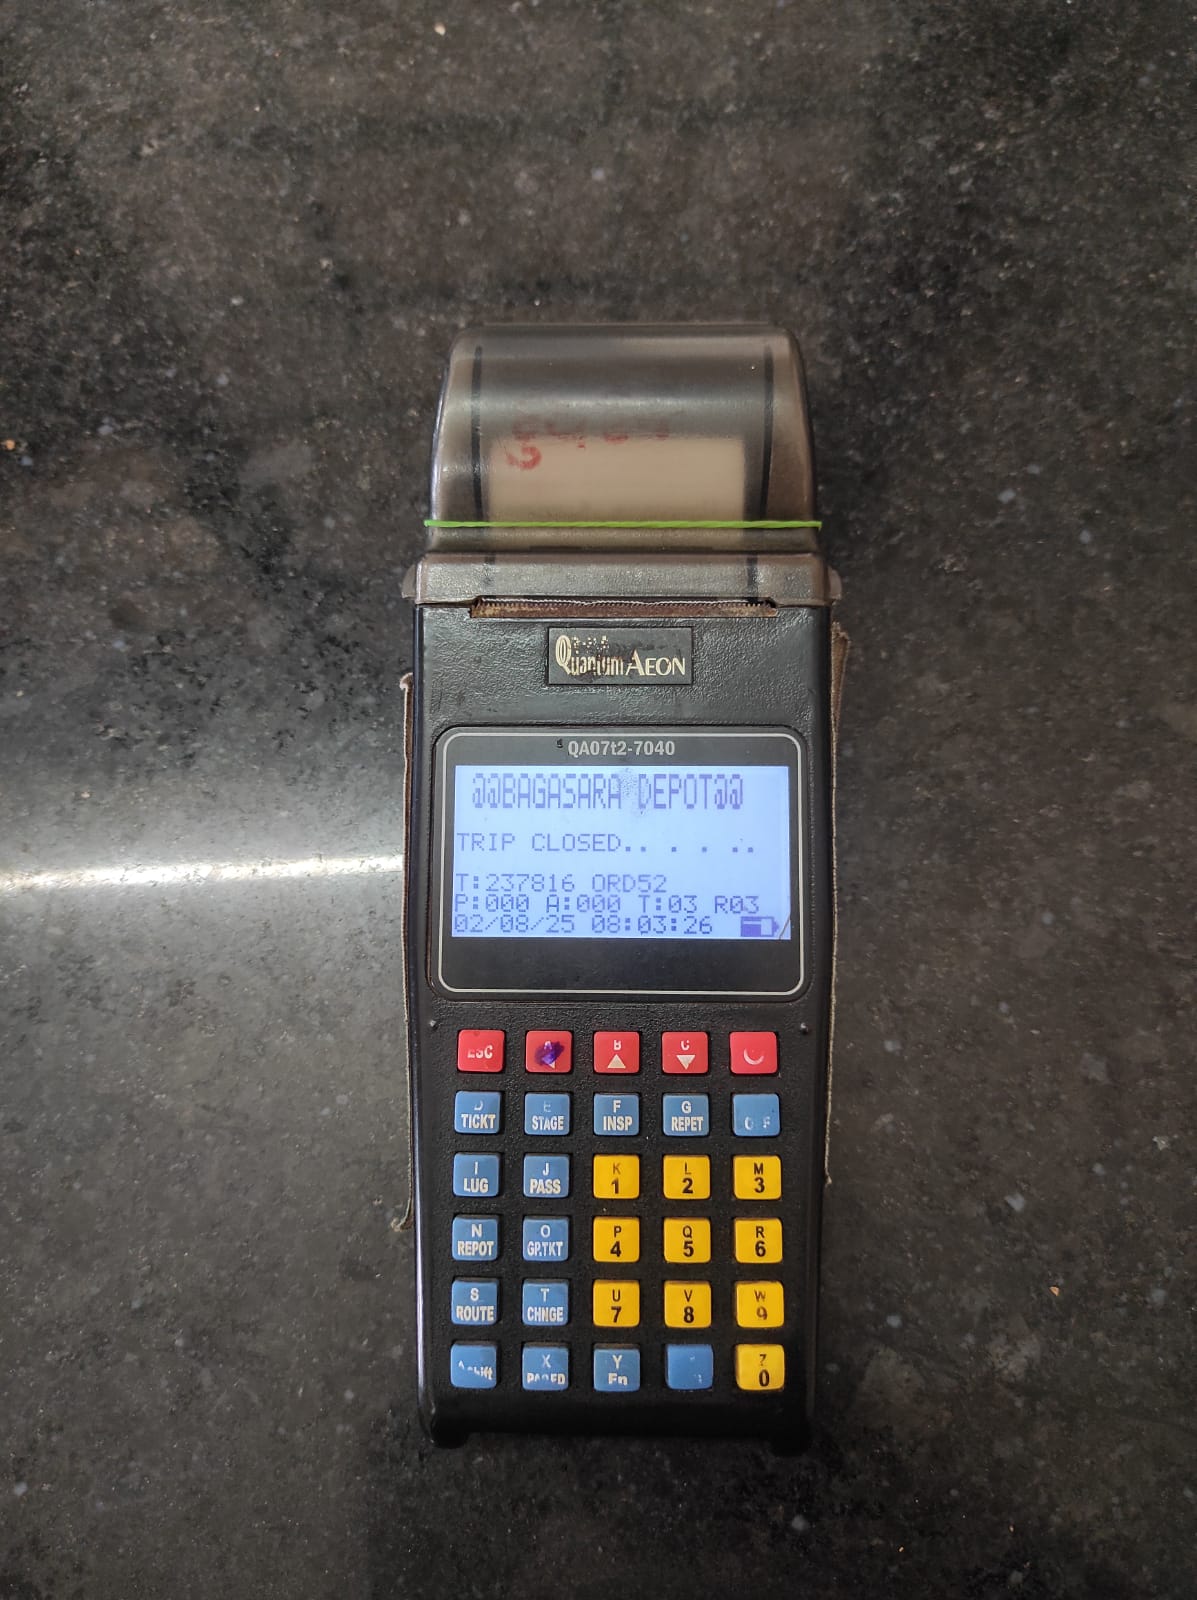 Quantum AEON
QA07t2-7040
@@BAGASARA DEPOT@@
TRIP CLOSED.. . . ..
T:237816 ORD52
P:000 A:000 T:03 R03
02/08/25 08:03:26
ESC B C
TICKT E STAGE F INSP G REPET
I LUG J PASS K 1 L 2 M 3
N REPOT O GP.TKT P 4 Q 5 R 6
S ROUTE T CHNGE U 7 V 8 W 9
X Y Fn Z 0